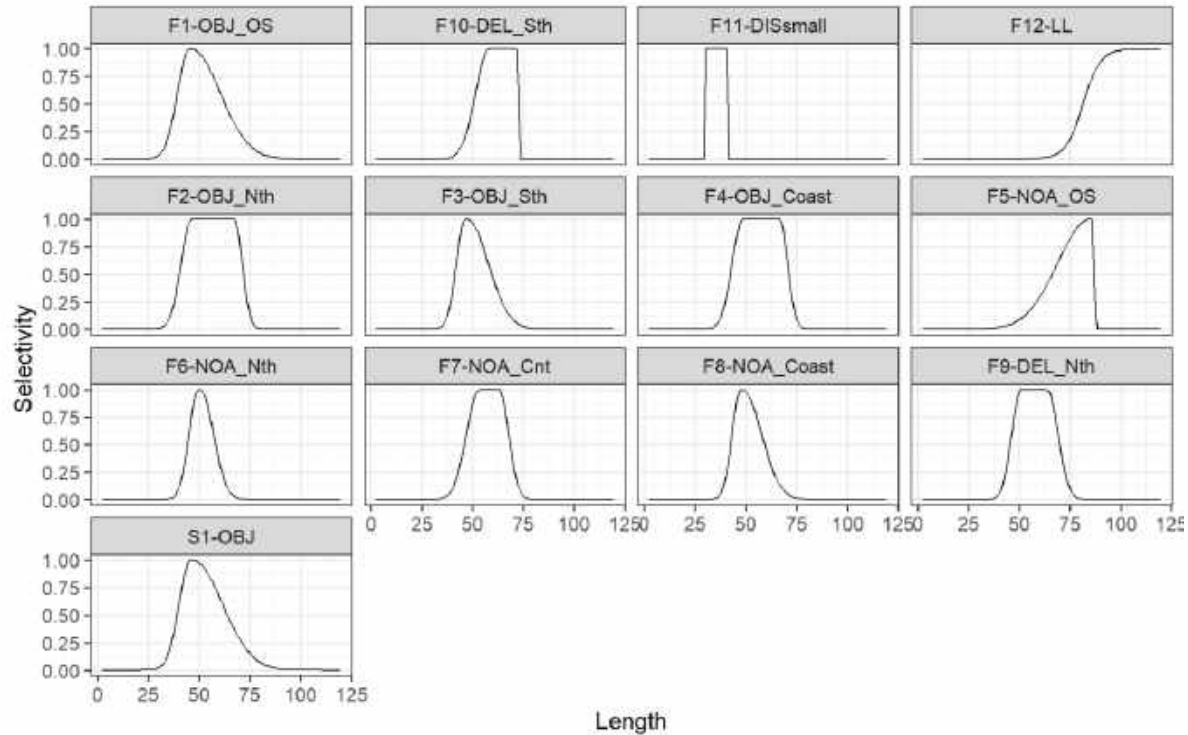 F1-OBJ_OS F10-DEL_Sth F11-DISsmall F12-LL
1.00
0.75
0.50
0.25
0.00
F2-OBJ_Nth F3-OBJ_Sth F4-OBJ_Coast F5-NOA_OS
1.00
0.75
0.50
0.25
0.00
Selectivity
F6-NOA_Nth F7-NOA_Cnt F8-NOA_Coast F9-DEL_Nth
1.00
0.75
0.50
0.25
0.00
0 25 50 75 100 125 0 25 50 75 100 125 0 25 50 75 100 125
S1-OBJ
1.00
0.75
0.50
0.25
0.00
0 25 50 75 100 125
Length